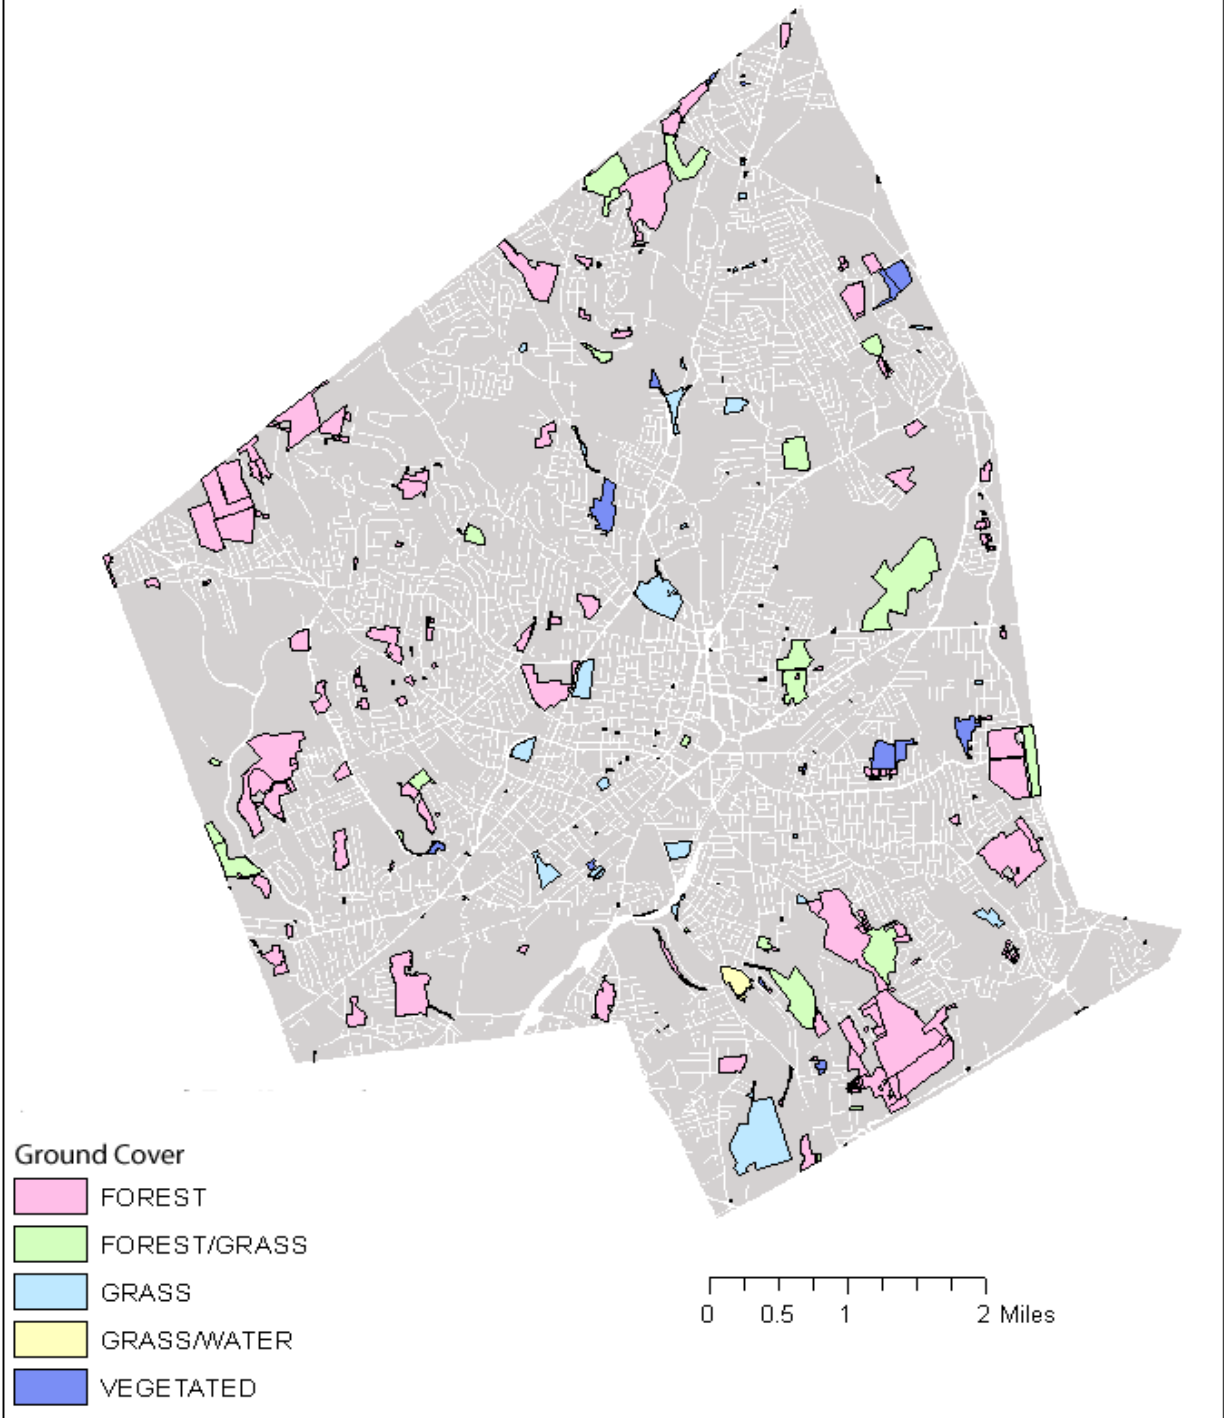 Ground Cover
FOREST
FOREST/GRASS
GRASS
GRASS/WATER
VEGETATED
0 0.5 1 2 Miles